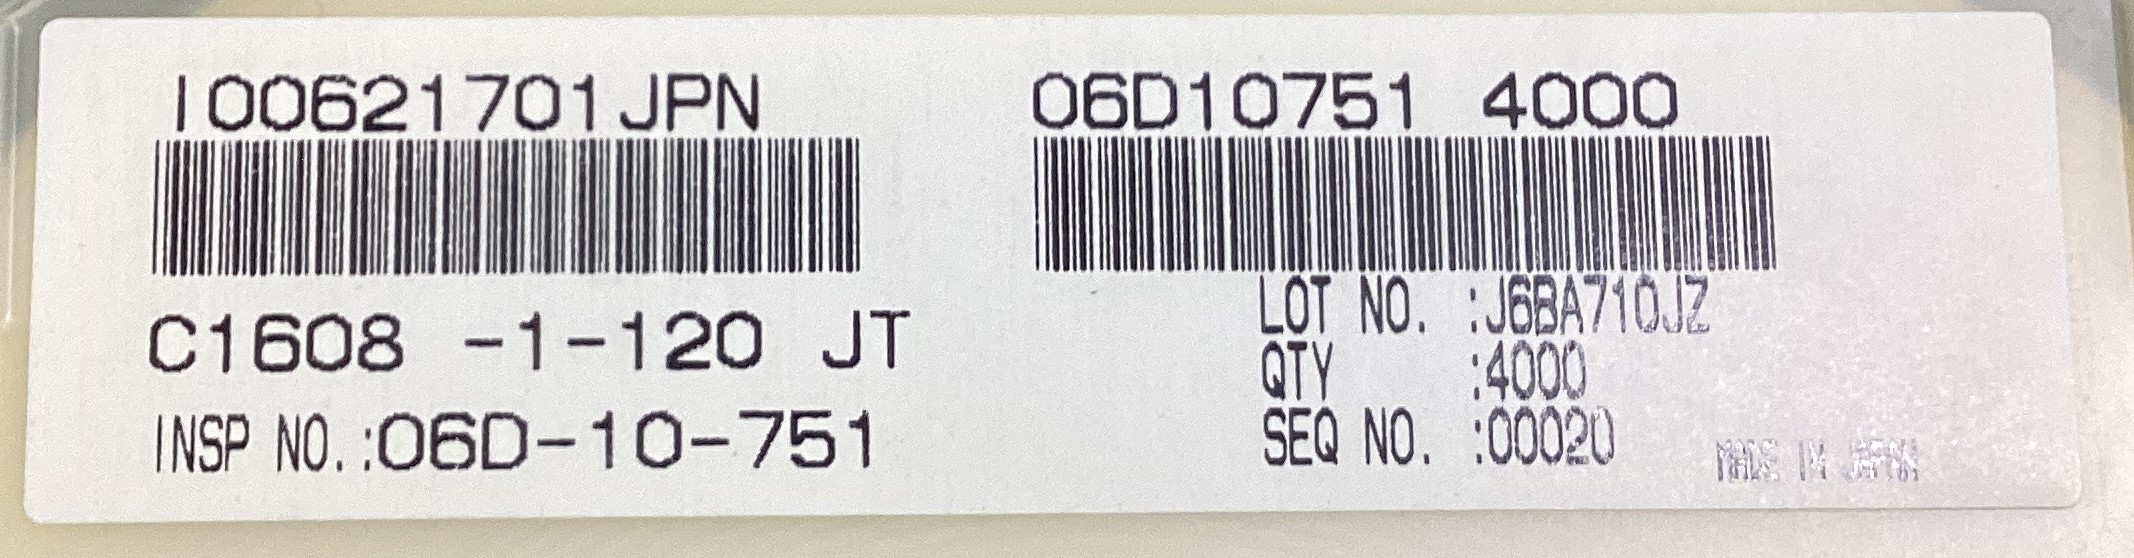 100621701JPN
06D10751 4000
C1608 -1-120 JT
INSP NO.:06D-10-751
LOT NO. :J6BA710JZ
QTY :4000
SEQ NO. :00020
MADE IN JAPAN